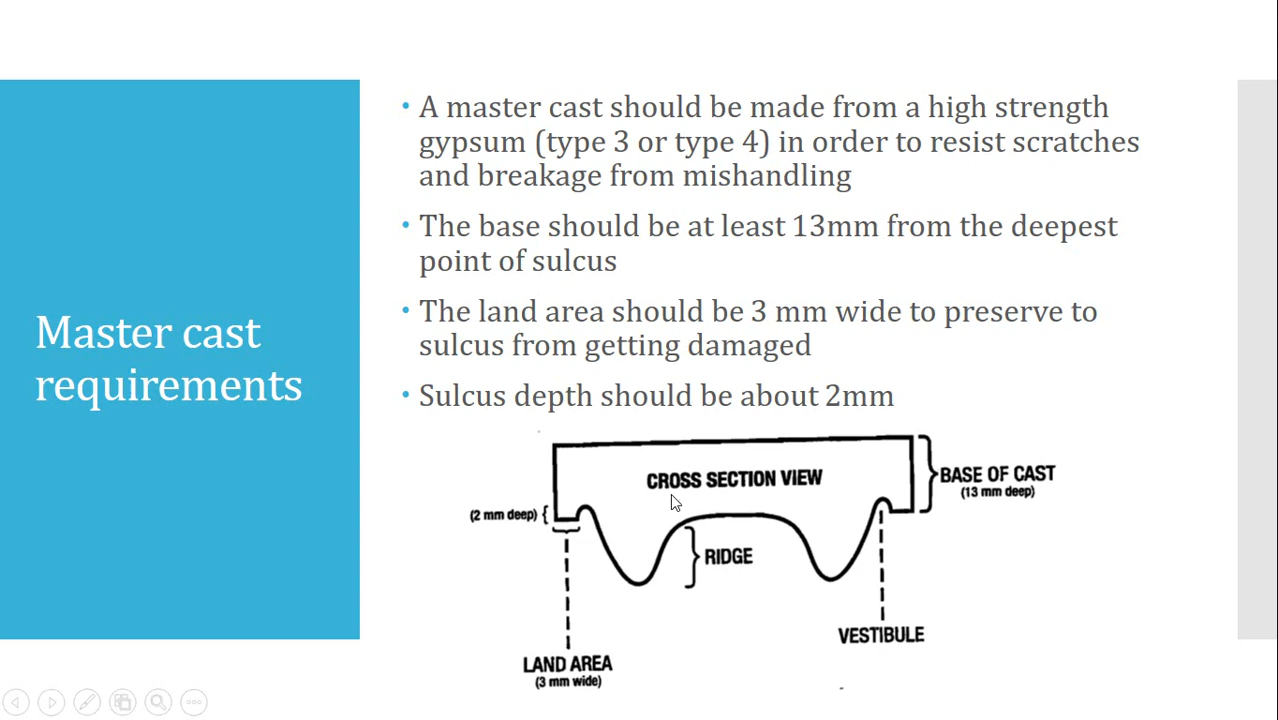 Master cast
requirements
• A master cast should be made from a high strength
gypsum (type 3 or type 4) in order to resist scratches
and breakage from mishandling
• The base should be at least 13mm from the deepest
point of sulcus
• The land area should be 3 mm wide to preserve to
sulcus from getting damaged
• Sulcus depth should be about 2mm
CROSS SECTION VIEW
BASE OF CAST
(13 mm deep)
(2 mm deep)
RIDGE
VESTIBULE
LAND AREA
(3 mm wide)